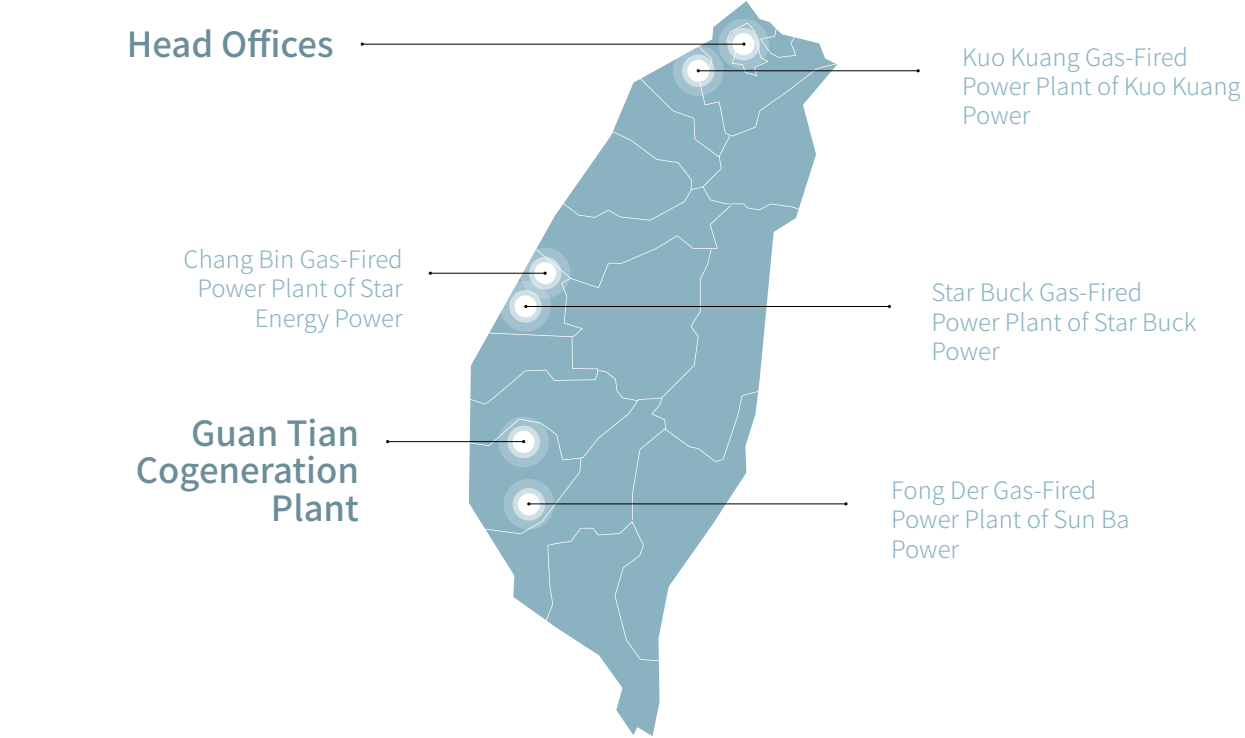 Head Offices
Kuo Kuang Gas-Fired
Power Plant of Kuo Kuang
Power
Chang Bin Gas-Fired
Power Plant of Star
Energy Power
Star Buck Gas-Fired
Power Plant of Star Buck
Power
Guan Tian
Cogeneration
Plant
Fong Der Gas-Fired
Power Plant of Sun Ba
Power